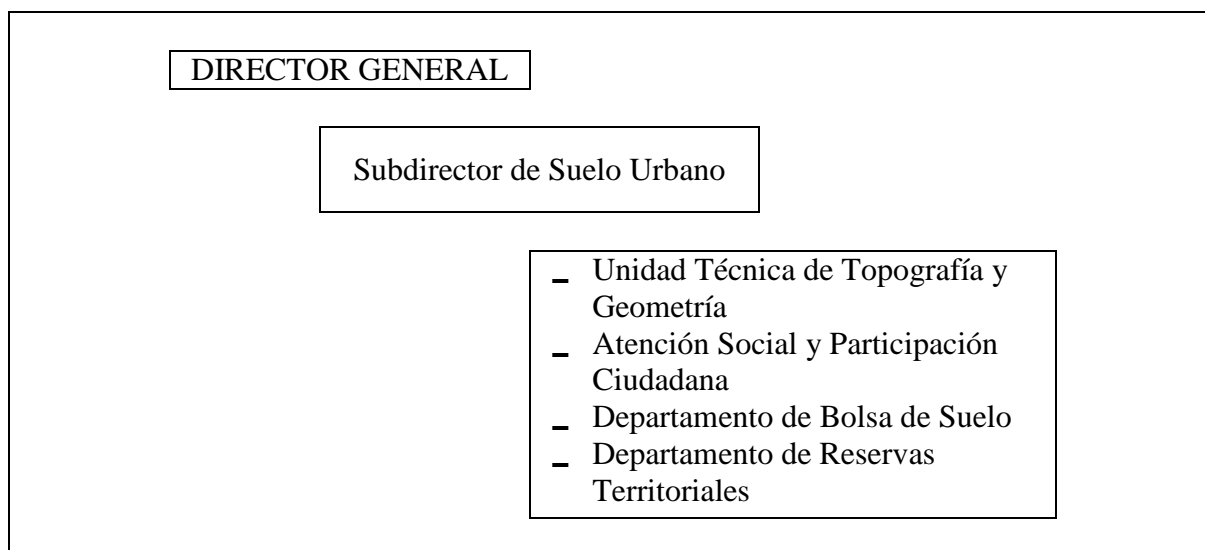 DIRECTOR GENERAL
Subdirector de Suelo Urbano
- Unidad Técnica de Topografía y
Geometría
- Atención Social y Participación
Ciudadana
- Departamento de Bolsa de Suelo
- Departamento de Reservas
Territoriales